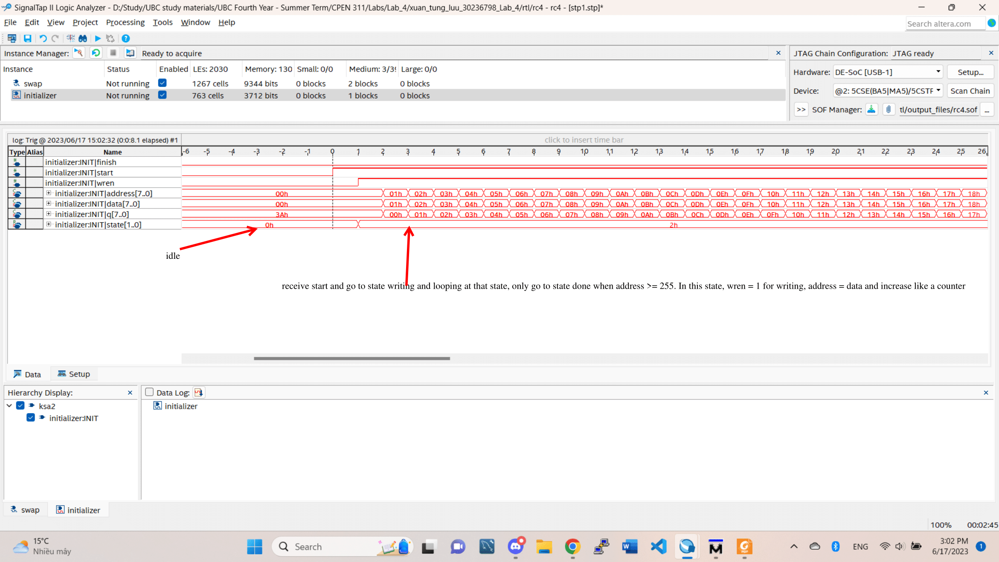 SignalTap II Logic Analyzer - D:/Study/UBC study materials/UBC Fourth Year - Summer Term/CPEN 311/Labs/Lab_4/xuan_tung_luu_30236798_Lab_4/rtl/rc4 - rc4 - [stp1.stp]*
File Edit View Project Processing Tools Window Help
Search altera.com
Instance Manager: Ready to acquire
Instance Status Enabled LEs: 2030 Memory: 130 Small: 0/0 Medium: 3/39 Large: 0/0
swap Not running 1267 cells 9344 bits 0 blocks 2 blocks 0 blocks
initializer Not running 763 cells 3712 bits 0 blocks 1 blocks 0 blocks
JTAG Chain Configuration: JTAG ready
Hardware: DE-SoC [USB-1] Setup...
Device: @2: 5CSE(BA5|MA5)/5CSTF Scan Chain
>> SOF Manager: tl/output_files/rc4.sof ...
log: Trig @ 2023/06/17 15:02:32 (0:0:8.1 elapsed) #1 click to insert time bar
Type Alias Name -6 -5 -4 -3 -2 -1 0 1 2 3 4 5 6 7 8 9 10 11 12 13 14 15 16 17 18 19 20 21 22 23 24 25 26
initializer:INIT|finish
initializer:INIT|start
initializer:INIT|wren
initializer:INIT|address[7..0] 00h 01h 02h 03h 04h 05h 06h 07h 08h 09h 0Ah 0Bh 0Ch 0Dh 0Eh 0Fh 10h 11h 12h 13h 14h 15h 16h 17h 18h
initializer:INIT|data[7..0] 00h 01h 02h 03h 04h 05h 06h 07h 08h 09h 0Ah 0Bh 0Ch 0Dh 0Eh 0Fh 10h 11h 12h 13h 14h 15h 16h 17h 18h
initializer:INIT|q[7..0] 3Ah 00h 01h 02h 03h 04h 05h 06h 07h 08h 09h 0Ah 0Bh 0Ch 0Dh 0Eh 0Fh 10h 11h 12h 13h 14h 15h 16h 17h
initializer:INIT|state[1..0] 0h 2h
idle
receive start and go to state writing and looping at that state, only go to state done when address >= 255. In this state, wren = 1 for writing, address = data and increase like a counter
Data Setup
Hierarchy Display:
ksa2
initializer:INIT
Data Log:
initializer
swap initializer
100% 00:02:45
15°C
Nhiều mây
Search
ENG
3:02 PM
6/17/2023
1